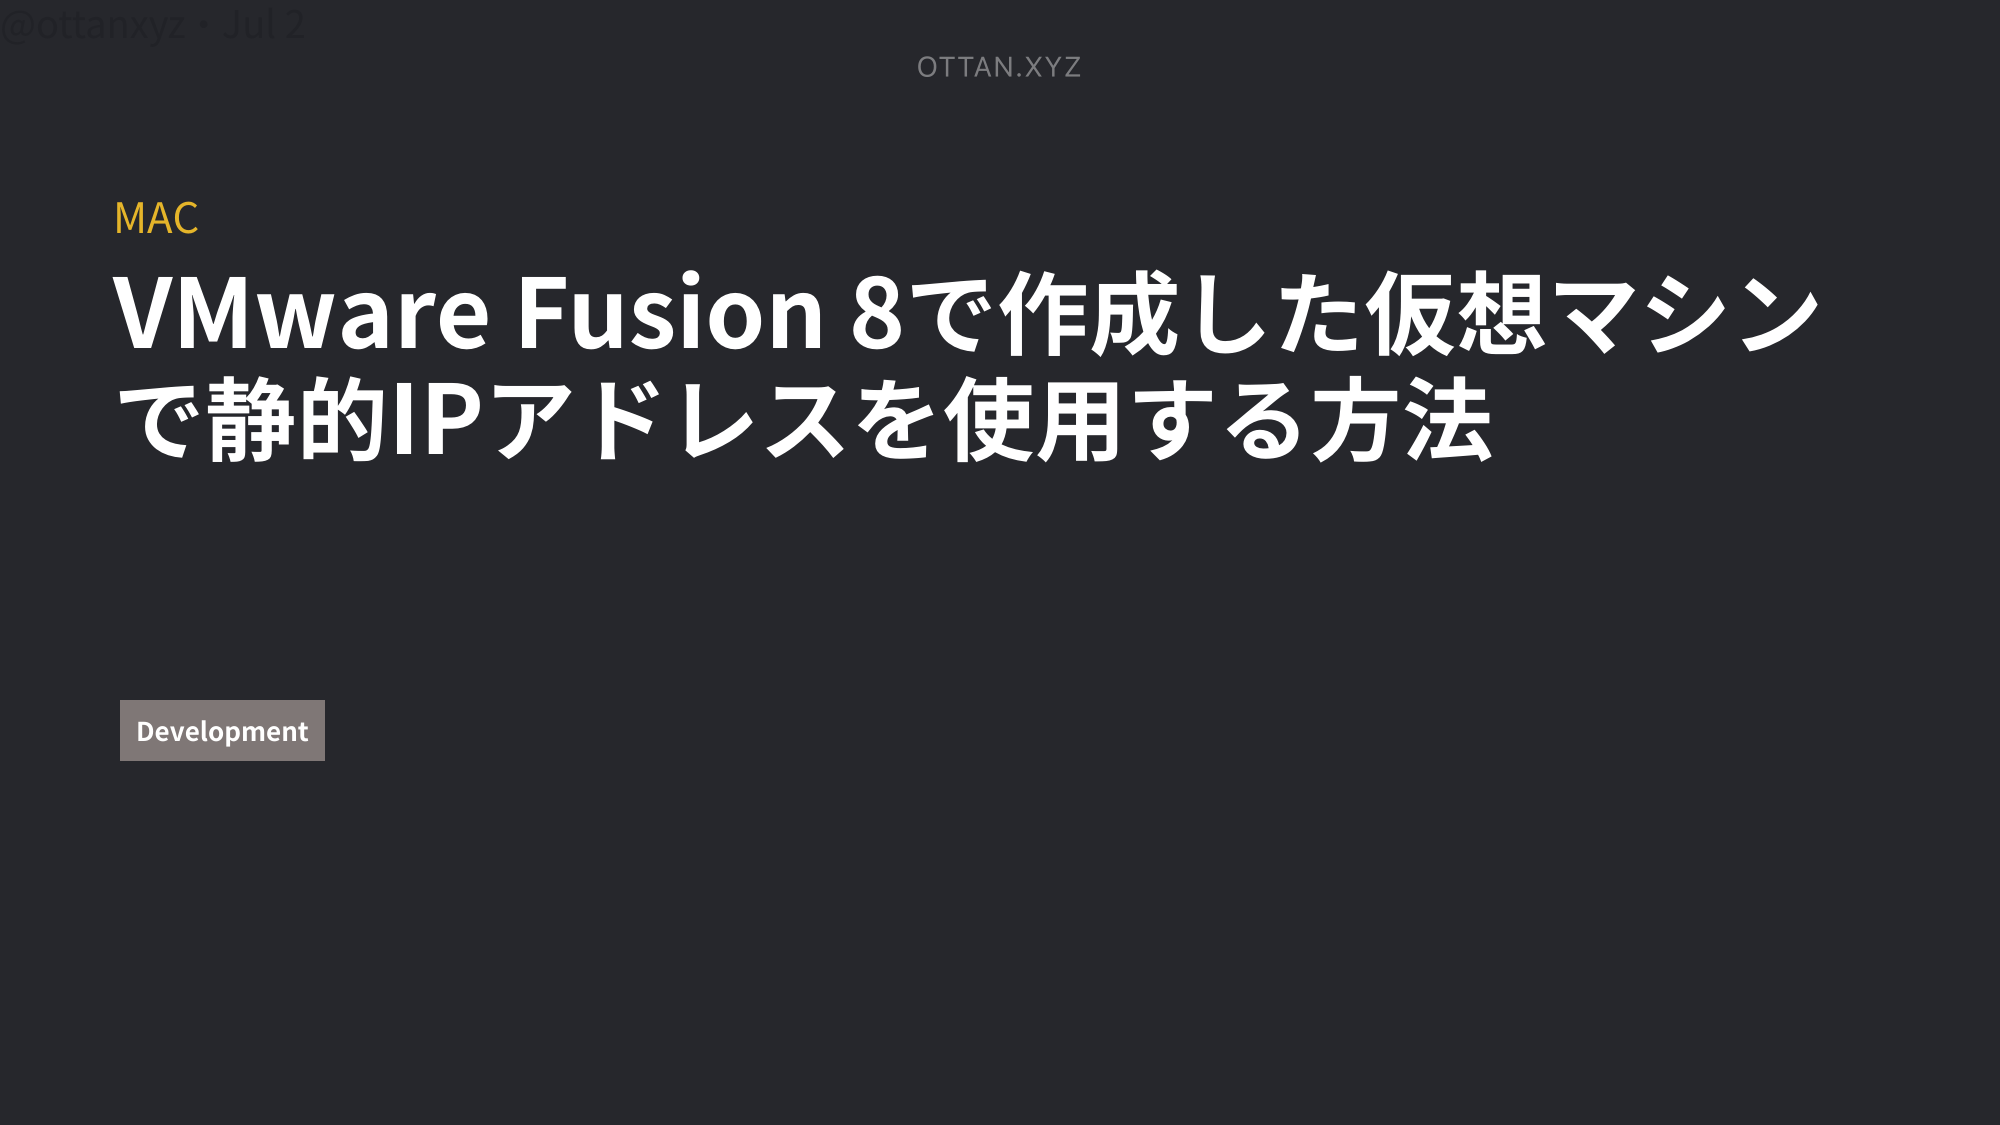 @ottanxyz・Jul 2
OTTAN.XYZ
MAC
VMware Fusion 8で作成した仮想マシン
で静的IPアドレスを使用する方法
Development